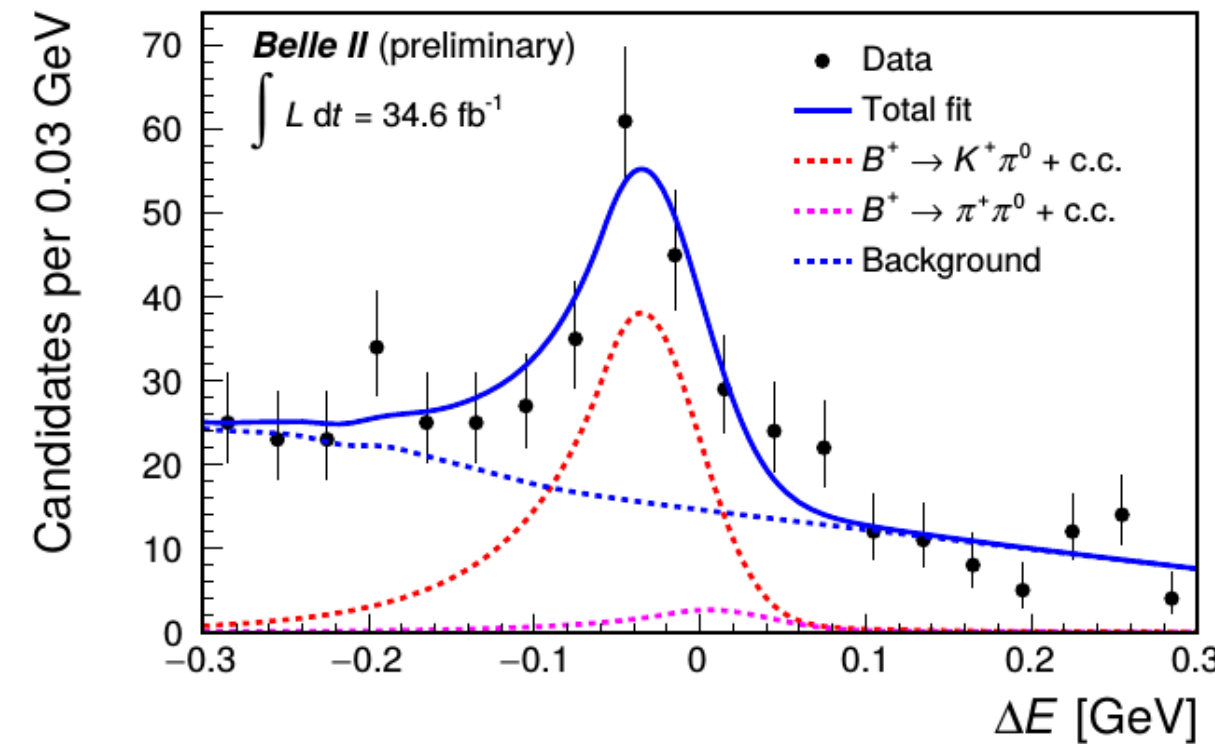 Belle II (preliminary)
∫ L dt = 34.6 fb⁻¹
Data
Total fit
B⁺ → K⁺π⁰ + c.c.
B⁺ → π⁺π⁰ + c.c.
Background
Candidates per 0.03 GeV
70
60
50
40
30
20
10
0
−0.3 −0.2 −0.1 0 0.1 0.2 0.3
ΔE [GeV]